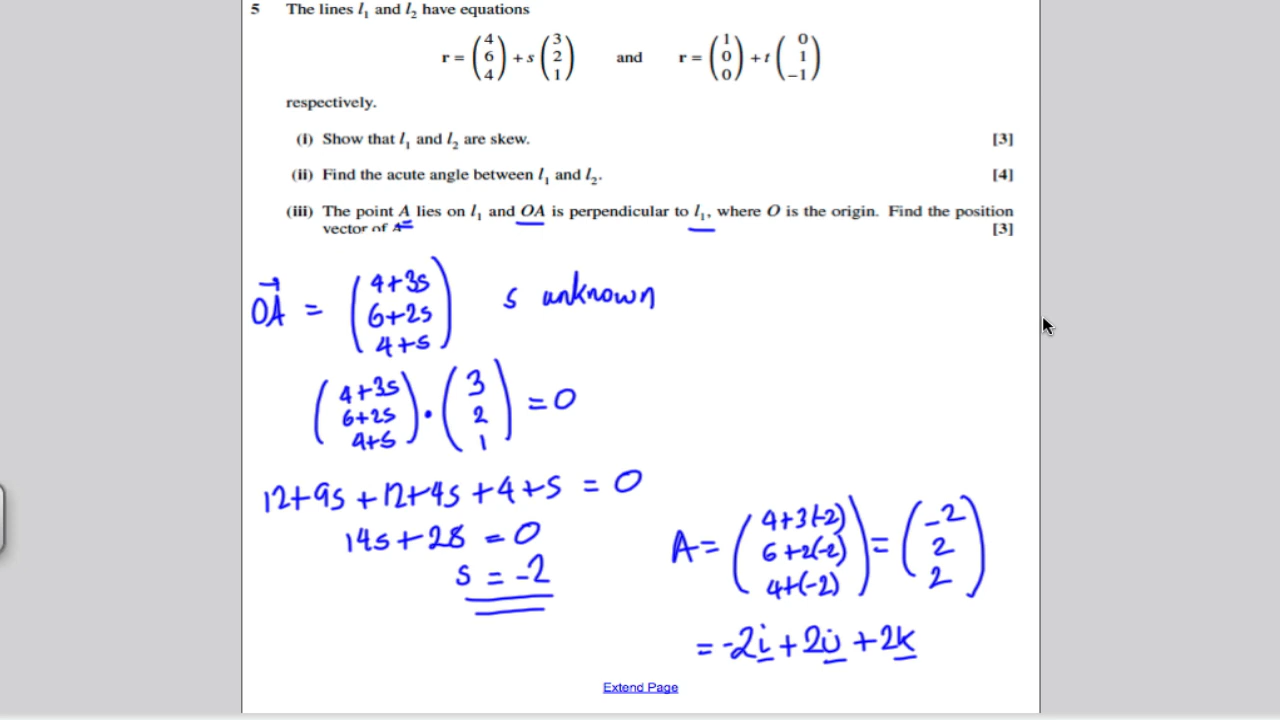 5 The lines l₁ and l₂ have equations
r = (4 6 4) + s (3 2 1) and r = (1 0 0) + t (0 1 −1)
respectively.
(i) Show that l₁ and l₂ are skew. [3]
(ii) Find the acute angle between l₁ and l₂. [4]
(iii) The point A lies on l₁ and OA is perpendicular to l₁, where O is the origin. Find the position
vector of A [3]
OA = (4+3s 6+2s 4+s) s unknown
(4+3s 6+2s 4+s) · (3 2 1) = 0
12+9s + 12+4s + 4 + s = 0
14s + 28 = 0
s = -2
A = (4+3(-2) 6+2(-2) 4+(-2)) = (-2 2 2)
= -2i + 2j + 2k
Extend Page